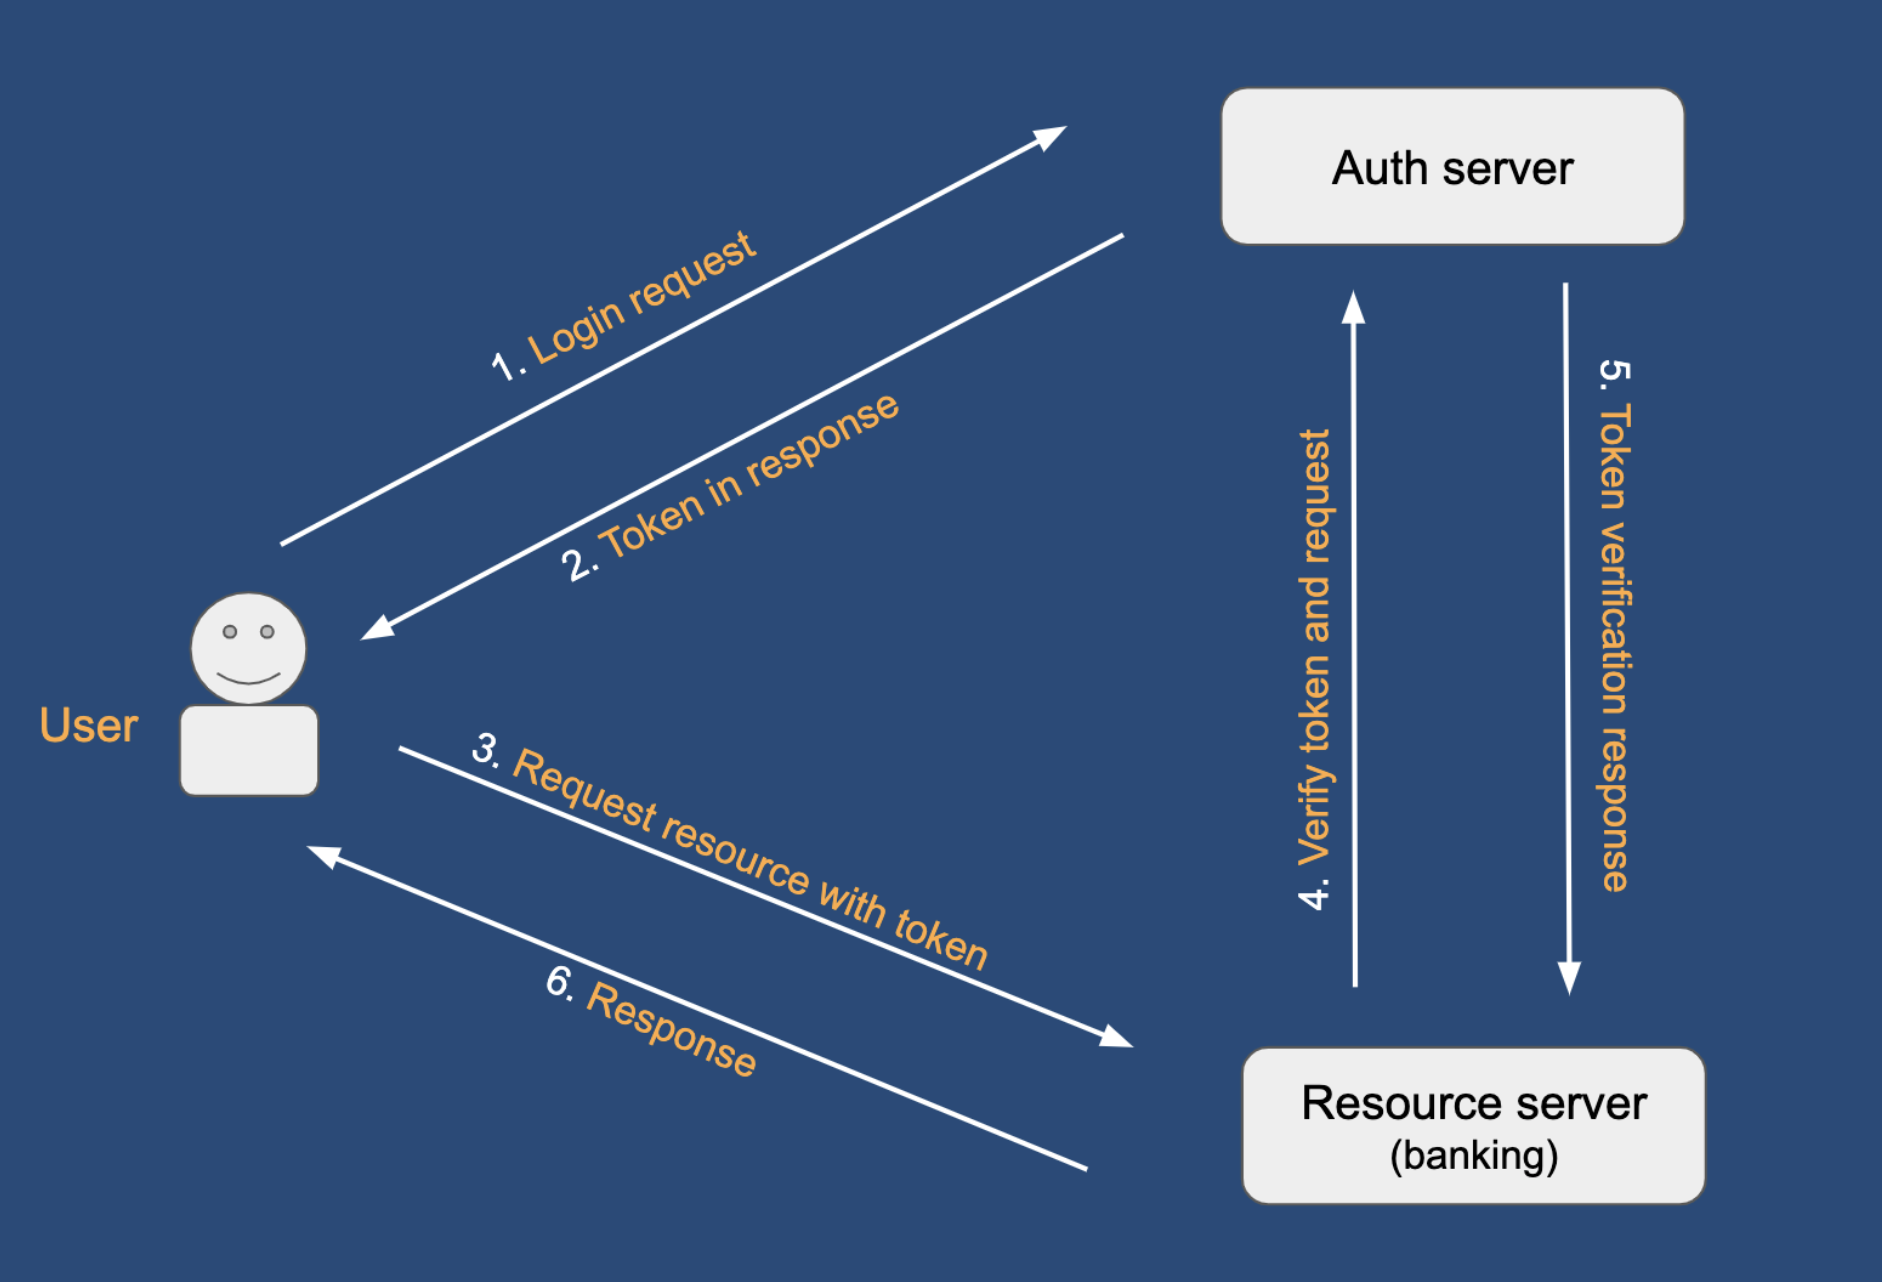 Auth server
1. Login request
2. Token in response
User
3. Request resource with token
4. Verify token and request
5. Token verification response
6. Response
Resource server
(banking)